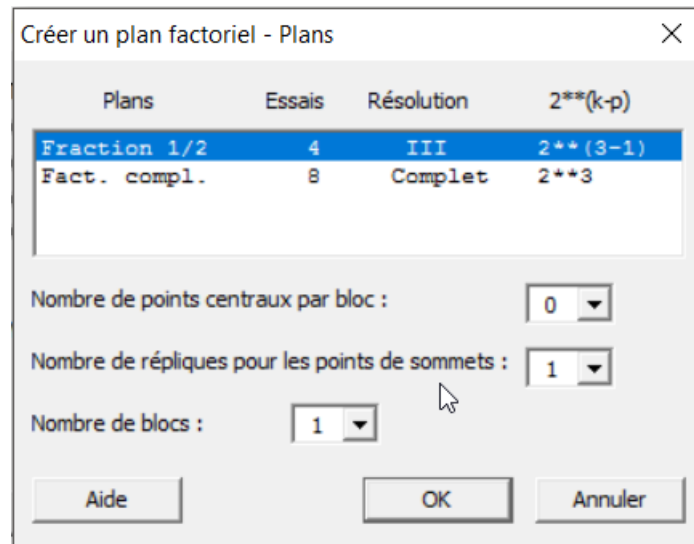 Créer un plan factoriel - Plans
Plans Essais Résolution 2**(k-p)
Fraction 1/2 4 III 2**(3-1)
Fact. compl. 8 Complet 2**3
Nombre de points centraux par bloc : 0
Nombre de répliques pour les points de sommets : 1
Nombre de blocs : 1
Aide OK Annuler